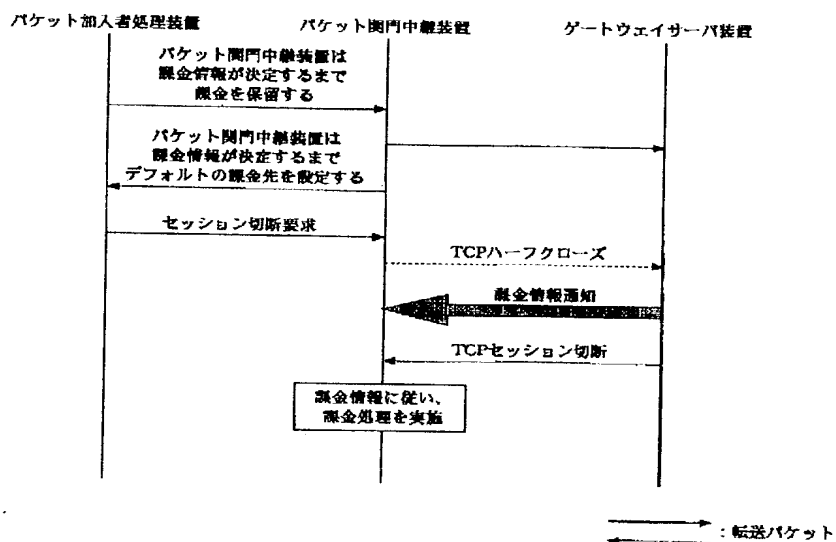 パケット加入者処理装置
パケット関門中継装置
ゲートウェイサーバ装置
パケット関門中継装置は
課金情報が決定するまで
課金を保留する
パケット関門中継装置は
課金情報が決定するまで
デフォルトの課金先を設定する
セッション切断要求
TCPハーフクローズ
課金情報通知
TCPセッション切断
課金情報に従い、
課金処理を実施
：転送パケット